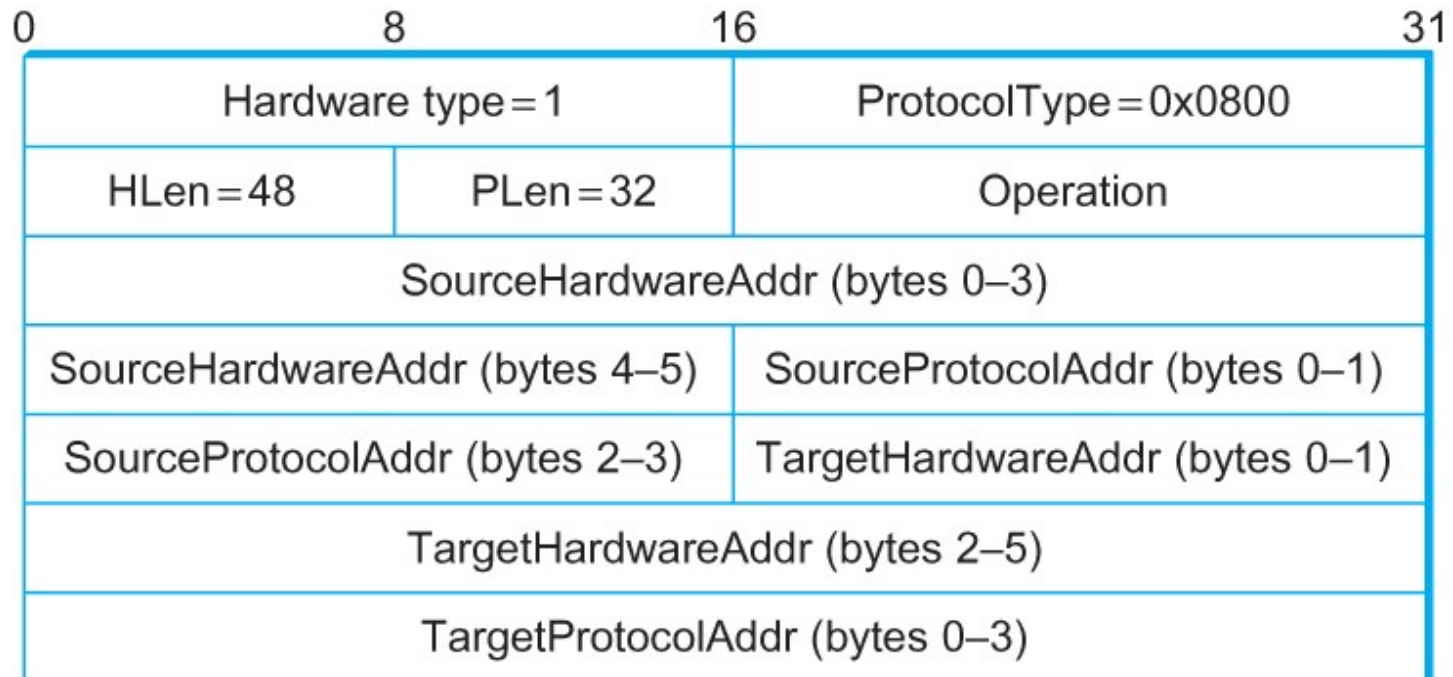 0 8 16 31
Hardware type=1 ProtocolType=0x0800
HLen=48 PLen=32 Operation
SourceHardwareAddr (bytes 0–3)
SourceHardwareAddr (bytes 4–5) SourceProtocolAddr (bytes 0–1)
SourceProtocolAddr (bytes 2–3) TargetHardwareAddr (bytes 0–1)
TargetHardwareAddr (bytes 2–5)
TargetProtocolAddr (bytes 0–3)